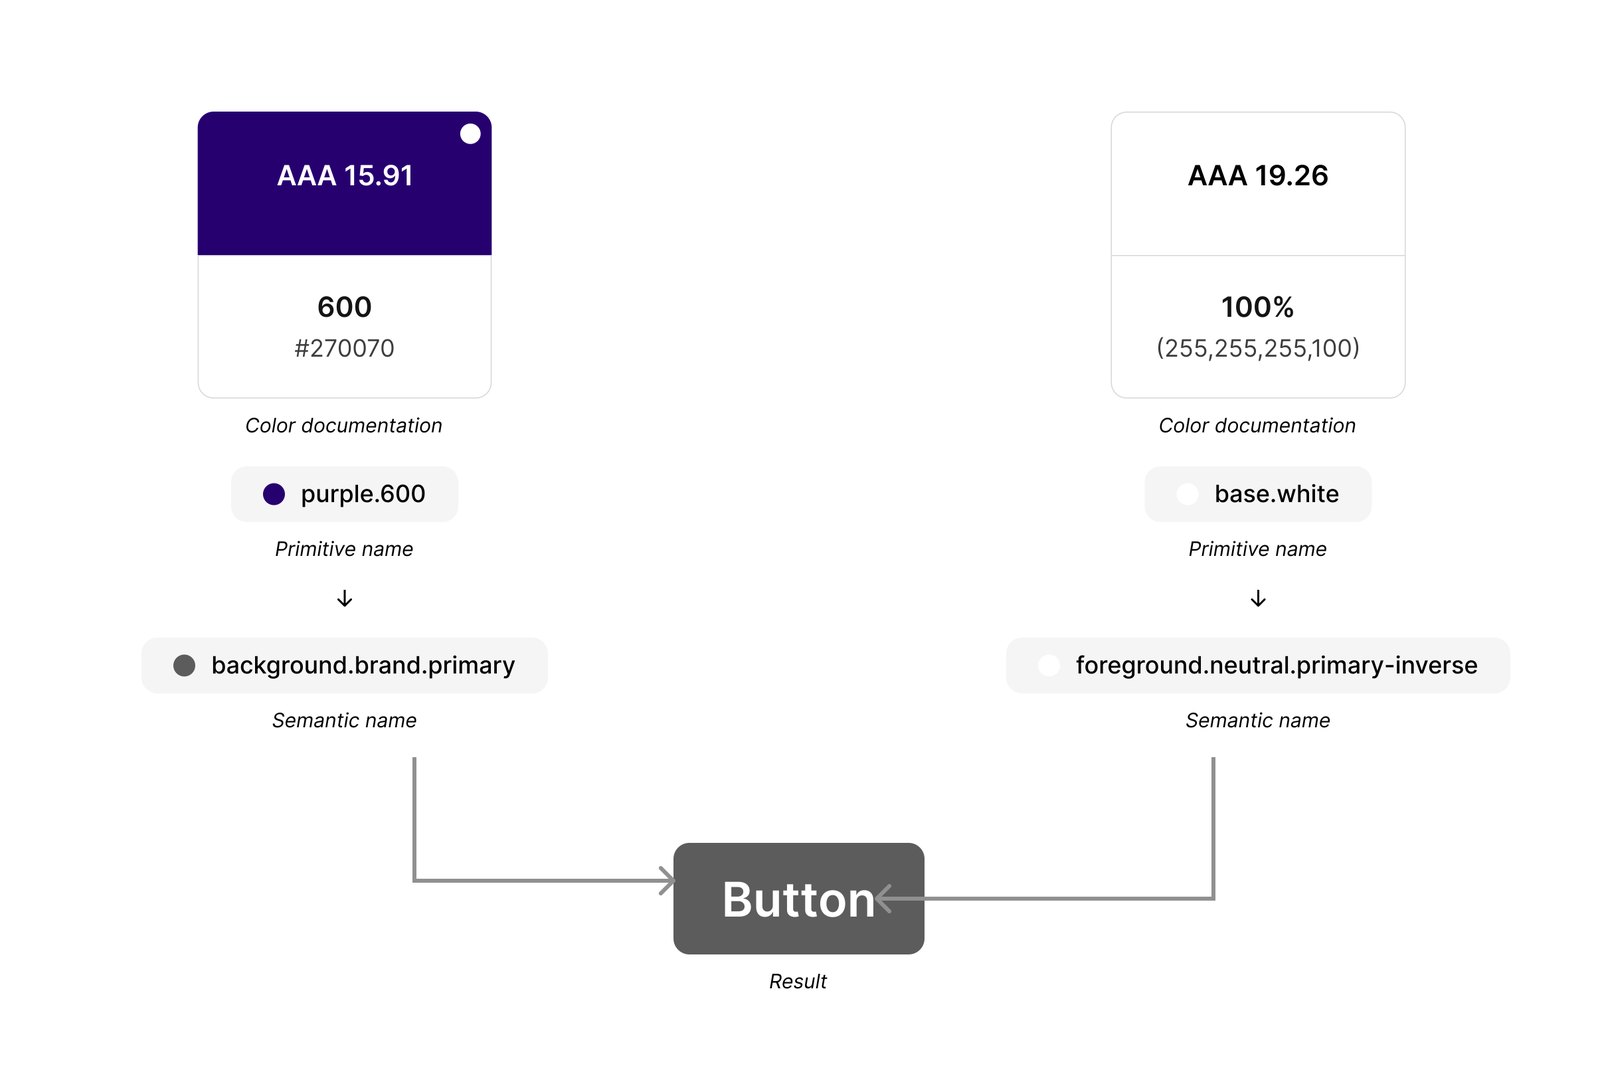 AAA 15.91
600
#270070
Color documentation
purple.600
Primitive name
↓
background.brand.primary
Semantic name
AAA 19.26
100%
(255,255,255,100)
Color documentation
base.white
Primitive name
↓
foreground.neutral.primary-inverse
Semantic name
Button
Result